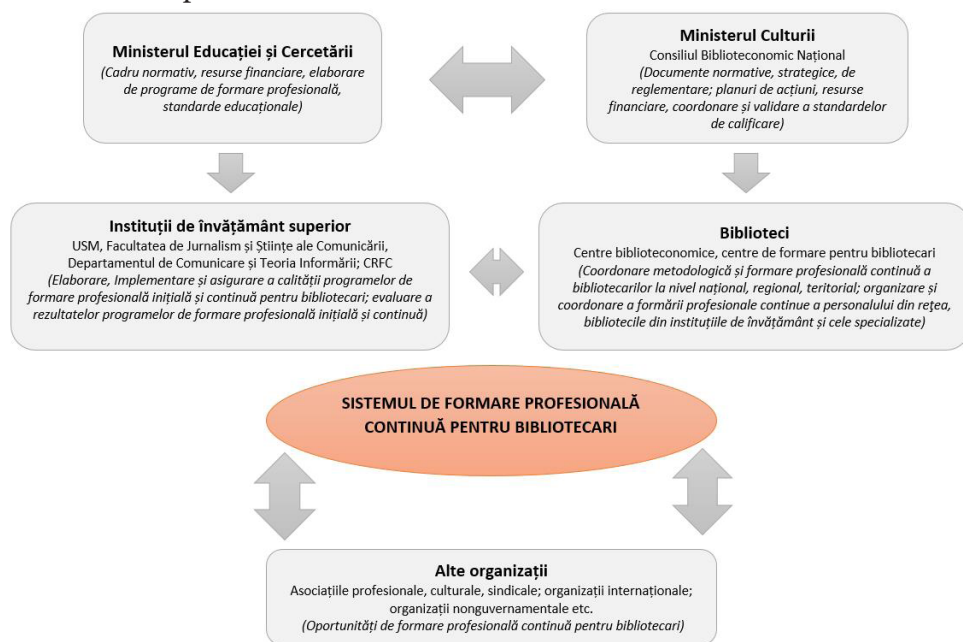 Ministerul Educației și Cercetării
(Cadru normativ, resurse financiare, elaborare
de programe de formare profesională,
standarde educaționale)
Ministerul Culturii
Consiliul Biblioteconomic Național
(Documente normative, strategice, de
reglementare; planuri de acțiuni, resurse
financiare, coordonare și validare a standardelor
de calificare)
Instituții de învățământ superior
USM, Facultatea de Jurnalism și Științe ale Comunicării,
Departamentul de Comunicare și Teoria Informării; CRFC
(Elaborare, Implementare și asigurare a calității programelor de
formare profesională inițială și continuă pentru bibliotecari; evaluare a
rezultatelor programelor de formare profesională inițială și continuă)
Biblioteci
Centre biblioteconomice, centre de formare pentru bibliotecari
(Coordonare metodologică și formare profesională continuă a
bibliotecarilor la nivel național, regional, teritorial; organizare și
coordonare a formării profesionale continue a personalului din rețea,
bibliotecile din instituțiile de învățământ și cele specializate)
SISTEMUL DE FORMARE PROFESIONALĂ
CONTINUĂ PENTRU BIBLIOTECARI
Alte organizații
Asociațiile profesionale, culturale, sindicale; organizații internaționale;
organizații nonguvernamentale etc.
(Oportunități de formare profesională continuă pentru bibliotecari)